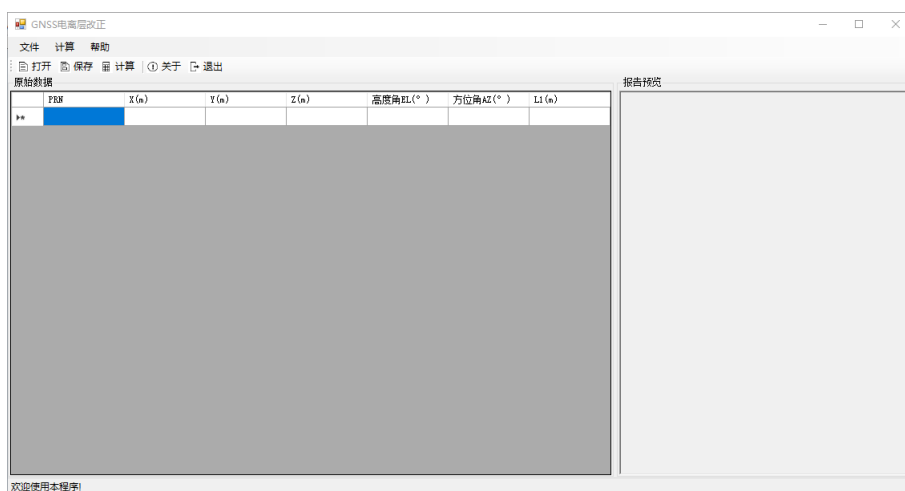 GNSS电离层改正
文件 计算 帮助
打开 保存 计算 关于 退出
原始数据 报告预览
PRN X(m) Y(m) Z(m) 高度角EL(°) 方位角AZ(°) L1(m)
欢迎使用本程序!